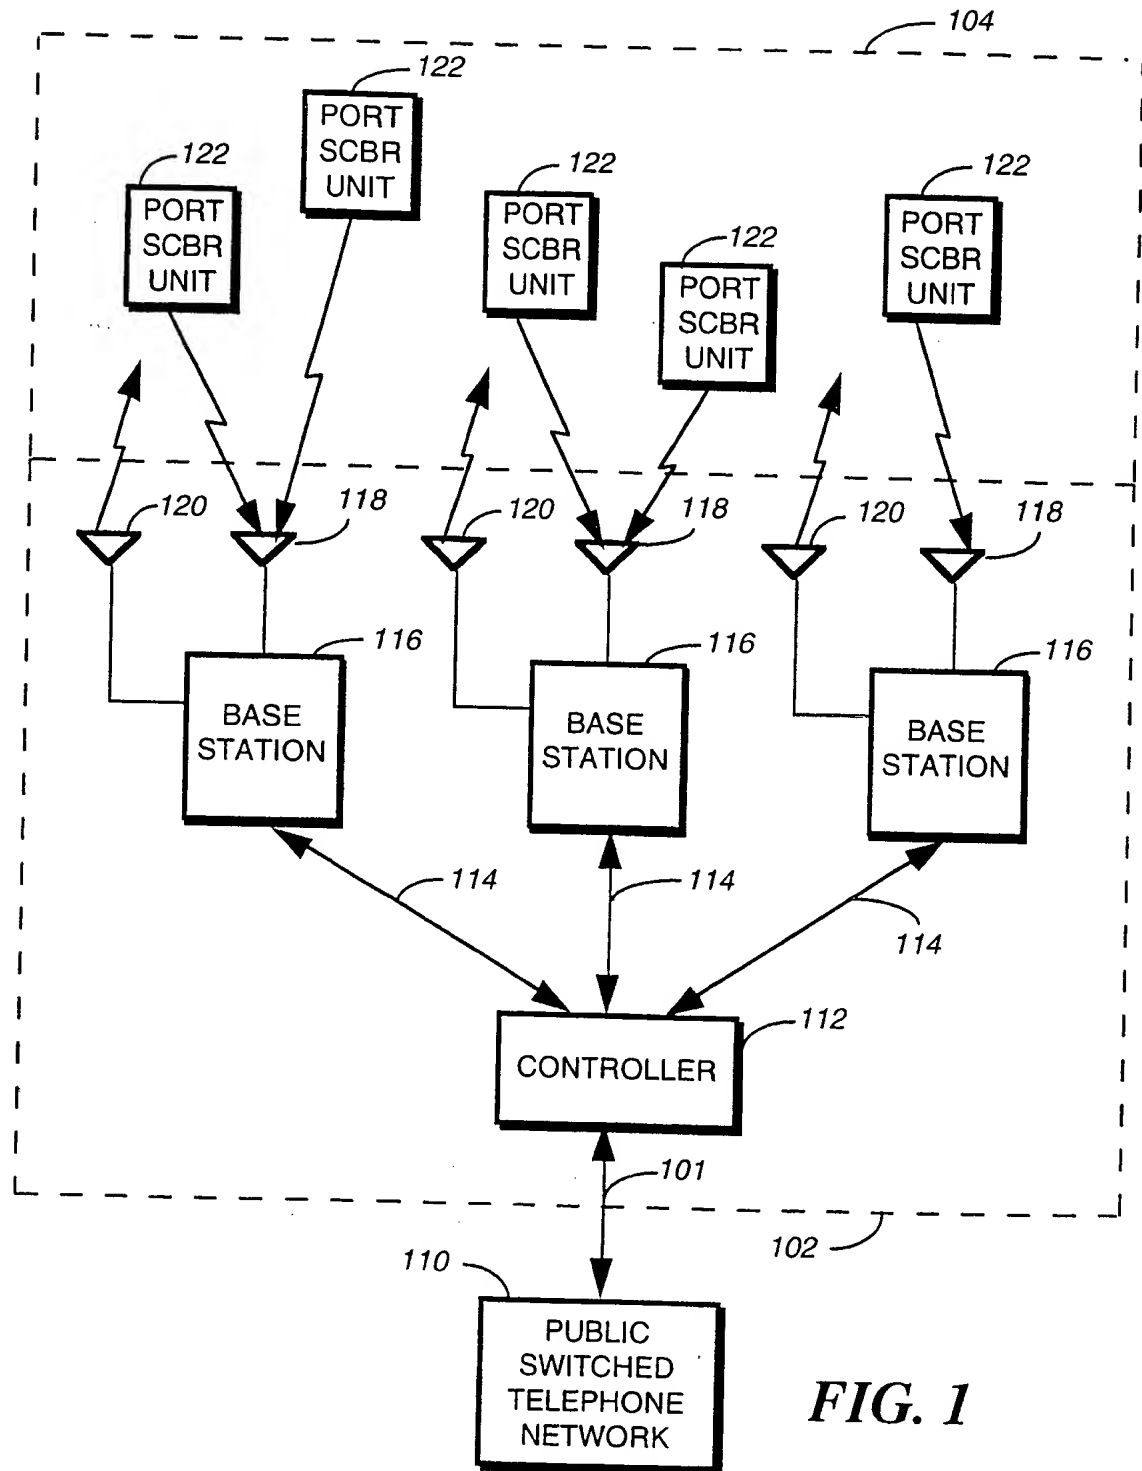 104
122
PORT
SCBR
UNIT
122
PORT
SCBR
UNIT
122
PORT
SCBR
UNIT
122
PORT
SCBR
UNIT
122
PORT
SCBR
UNIT
120
118
120
118
120
118
116
BASE
STATION
116
BASE
STATION
116
BASE
STATION
114
114
114
112
CONTROLLER
101
102
110
PUBLIC
SWITCHED
TELEPHONE
NETWORK
FIG. 1